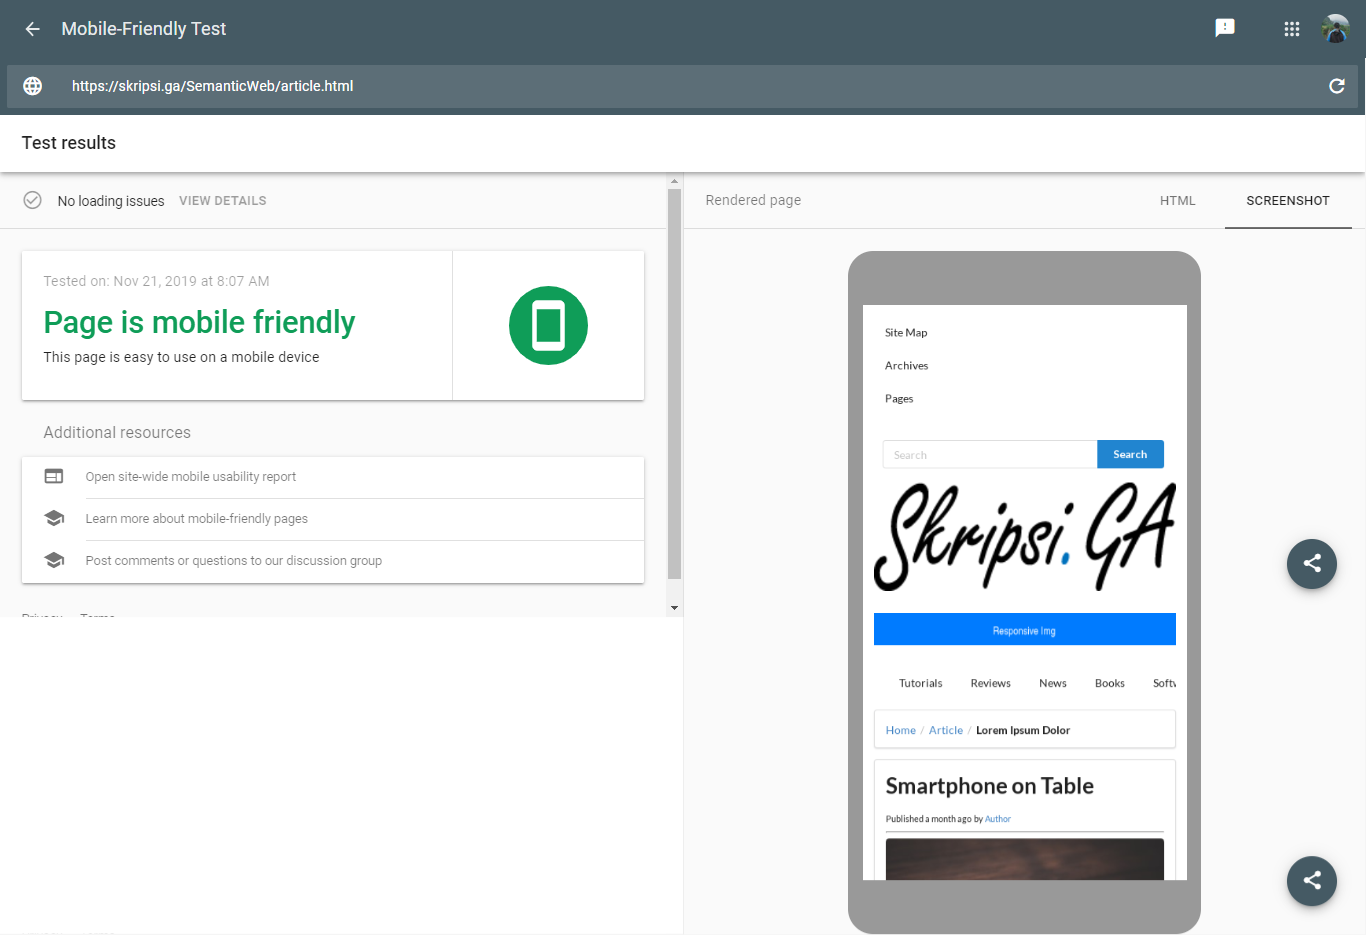 Mobile-Friendly Test
https://skripsi.ga/SemanticWeb/article.html
Test results
No loading issues VIEW DETAILS
Tested on: Nov 21, 2019 at 8:07 AM
Page is mobile friendly
This page is easy to use on a mobile device
Additional resources
Open site-wide mobile usability report
Learn more about mobile-friendly pages
Post comments or questions to our discussion group
Privacy Terms
Rendered page HTML SCREENSHOT
Site Map
Archives
Pages
Search Search
Skripsi.GA
Responsive Img
Tutorials Reviews News Books Softw
Home / Article / Lorem Ipsum Dolor
Smartphone on Table
Published a month ago by Author